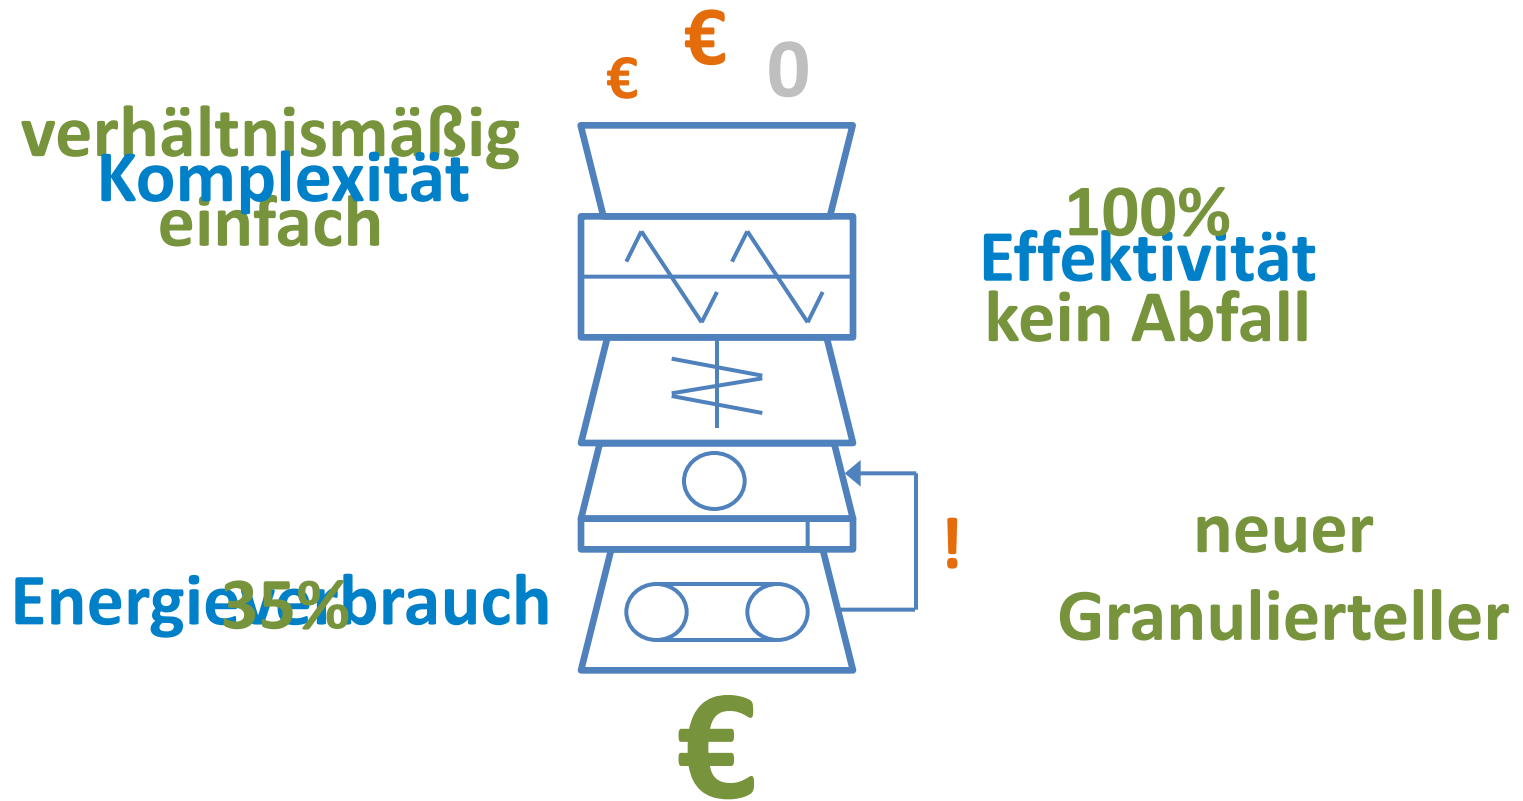 € € 0
verhältnismäßig
Komplexität
einfach
100%
Effektivität
kein Abfall
!
neuer
Granulierteller
Energieverbrauch
35%
€